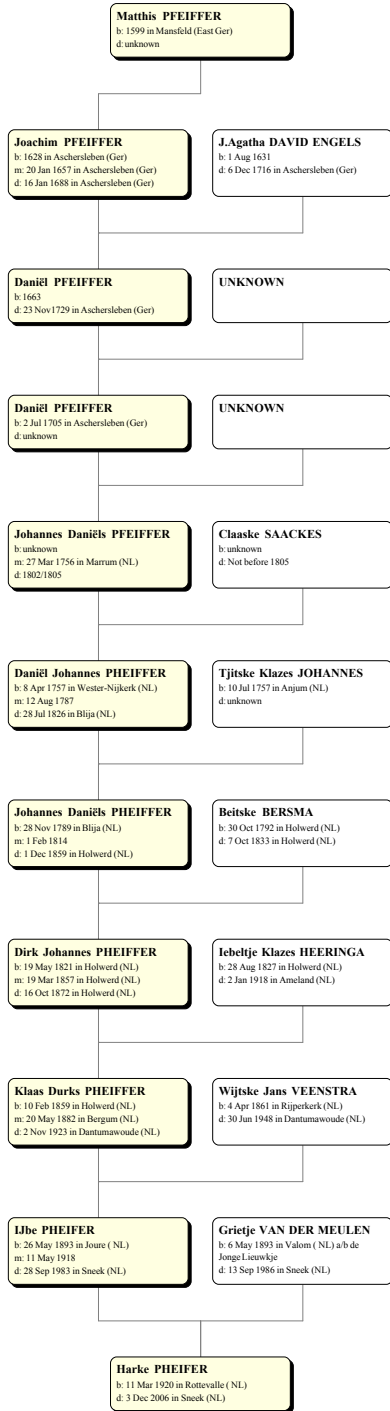 Matthis PFEIFFER
b: 1599 in Mansfeld (East Ger)
d: unknown
Joachim PFEIFFER
b: 1628 in Aschersleben (Ger)
m: 20 Jan 1657 in Aschersleben (Ger)
d: 16 Jan 1688 in Aschersleben (Ger)
J.Agatha DAVID ENGELS
b: 1 Aug 1631
d: 6 Dec 1716 in Aschersleben (Ger)
Daniël PFEIFFER
b: 1663
d: 23 Nov1729 in Aschersleben (Ger)
UNKNOWN
Daniël PFEIFFER
b: 2 Jul 1705 in Aschersleben (Ger)
d: unknown
UNKNOWN
Johannes Daniëls PFEIFFER
b: unknown
m: 27 Mar 1756 in Marrum (NL)
d:1802/1805
Claaske SAACKES
b: unknown
d: Not before 1805
Daniël Johannes PHEIFFER
b: 8 Apr 1757 in Wester-Nijkerk (NL)
m: 12 Aug 1787
d: 28 Jul 1826 in Blija (NL)
Tjitske Klazes JOHANNES
b: 10 Jul 1757 in Anjum (NL)
d: unknown
Johannes Daniëls PHEIFFER
b: 28 Nov 1789 in Blija (NL)
m: 1 Feb 1814
d: 1 Dec 1859 in Holwerd (NL)
Beitske BERSMA
b: 30 Oct 1792 in Holwerd (NL)
d: 7 Oct 1833 in Holwerd (NL)
Dirk Johannes PHEIFFER
b: 19 May 1821 in Holwerd (NL)
m: 19 Mar 1857 in Holwerd (NL)
d: 16 Oct 1872 in Holwerd (NL)
Iebeltje Klazes HEERINGA
b: 28 Aug 1827 in Holwerd (NL)
d: 2 Jan 1918 in Ameland (NL)
Klaas Durks PHEIFFER
b: 10 Feb 1859 in Holwerd (NL)
m: 20 May 1882 in Bergum (NL)
d: 2 Nov 1923 in Dantumawoude (NL)
Wijtske Jans VEENSTRA
b: 4 Apr 1861 in Rijperkerk (NL)
d: 30 Jun 1948 in Dantumawoude (NL)
IJbe PHEIFER
b: 26 May 1893 in Joure ( NL)
m: 11 May 1918
d: 28 Sep 1983 in Sneek (NL)
Grietje VAN DER MEULEN
b: 6 May 1893 in Valom ( NL) a/b de
Jonge Lieuwkje
d: 13 Sep 1986 in Sneek (NL)
Harke PHEIFER
b: 11 Mar 1920 in Rottevalle ( NL)
d: 3 Dec 2006 in Sneek (NL)